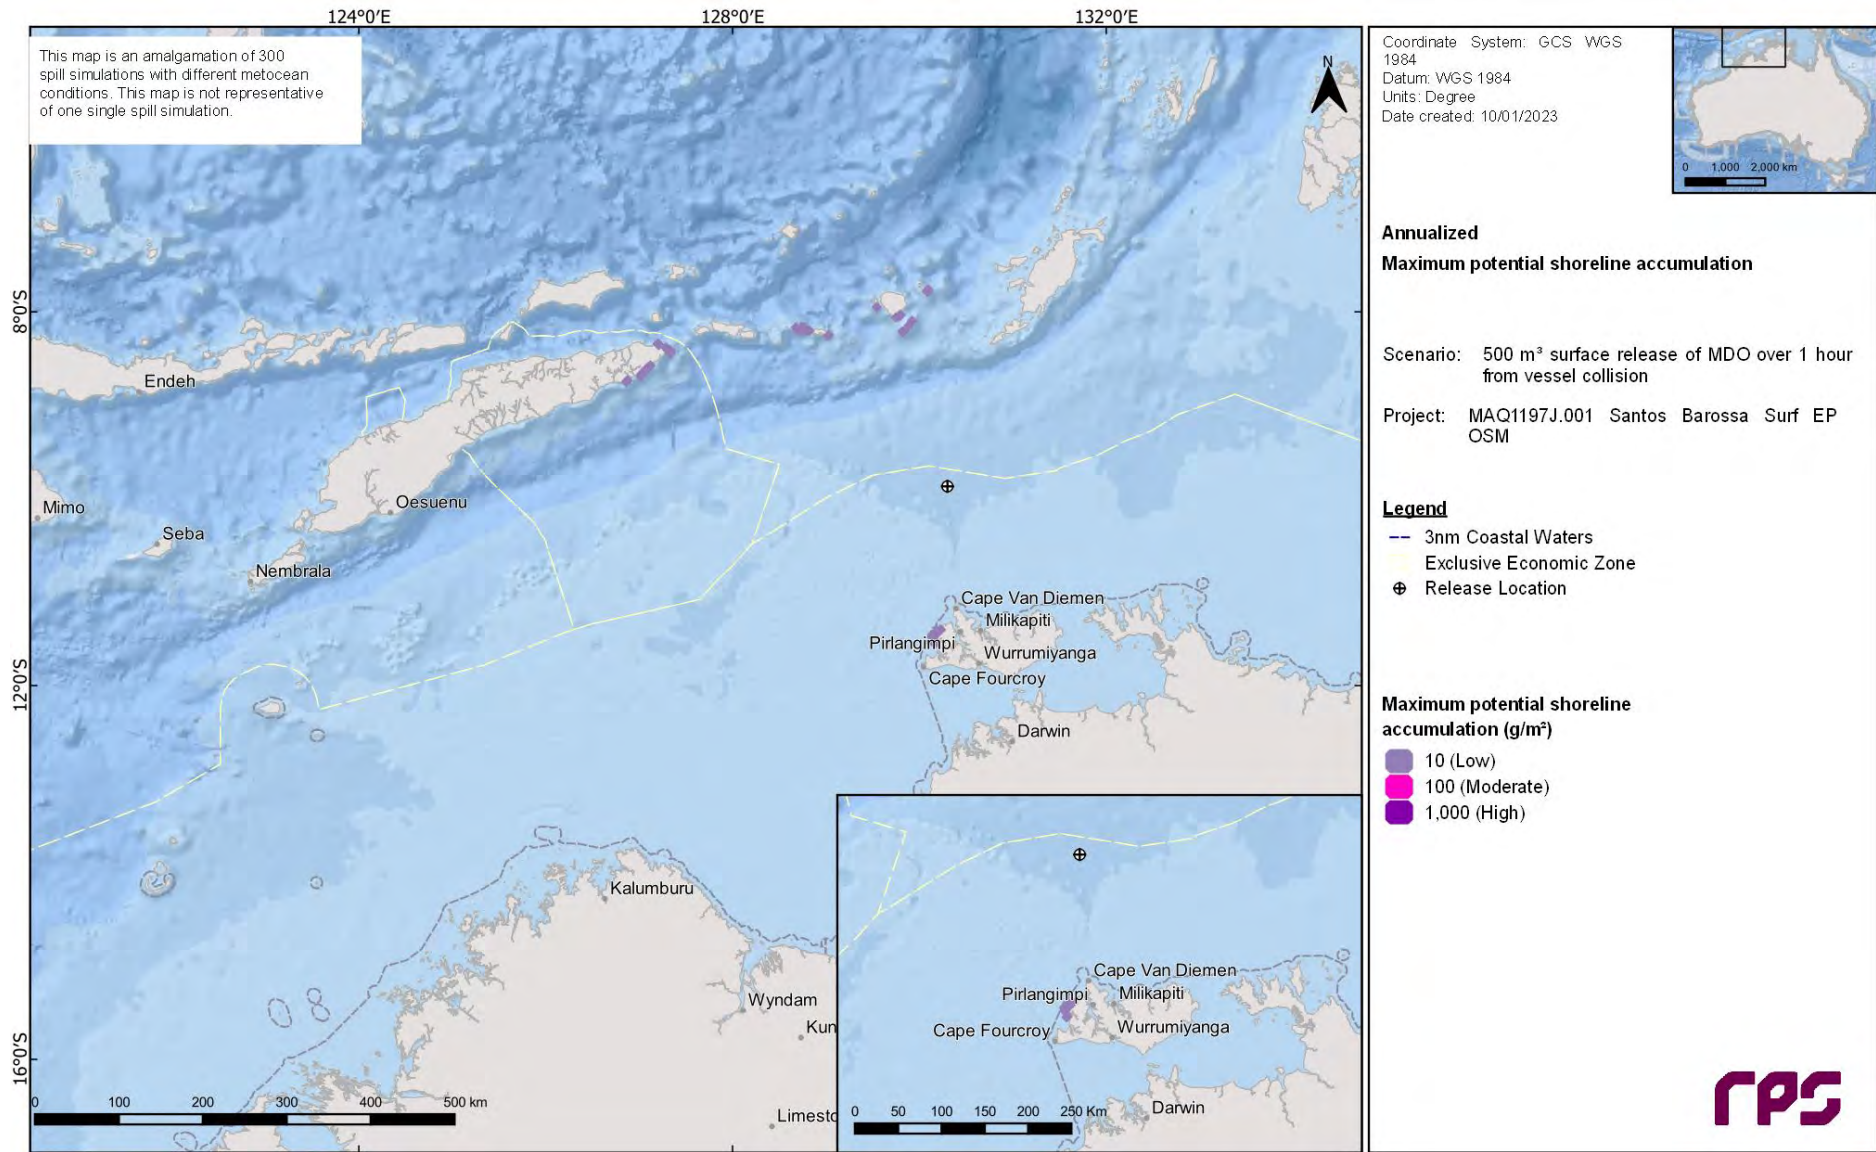 124°0'E
128°0'E
132°0'E
This map is an amalgamation of 300
spill simulations with different metocean
conditions. This map is not representative
of one single spill simulation.
N
8°0'S
12°0'S
16°0'S
Endeh
Mimo
Seba
Oesuenu
Nembrala
Cape Van Diemen
Milikapiti
Pirlangimpi
Wurrumiyanga
Cape Fourcroy
Darwin
Kalumburu
Wyndam
Kun
Limesto
0 100 200 300 400 500 km
Cape Van Diemen
Pirlangimpi
Milikapiti
Cape Fourcroy
Wurrumiyanga
Darwin
0 50 100 150 200 250 Km
Coordinate System: GCS WGS
1984
Datum: WGS 1984
Units: Degree
Date created: 10/01/2023
0 1,000 2,000 km
Annualized
Maximum potential shoreline accumulation
Scenario: 500 m³ surface release of MDO over 1 hour
from vessel collision
Project: MAQ1197J.001 Santos Barossa Surf EP
OSM
Legend
3nm Coastal Waters
Exclusive Economic Zone
Release Location
Maximum potential shoreline
accumulation (g/m²)
10 (Low)
100 (Moderate)
1,000 (High)
rps